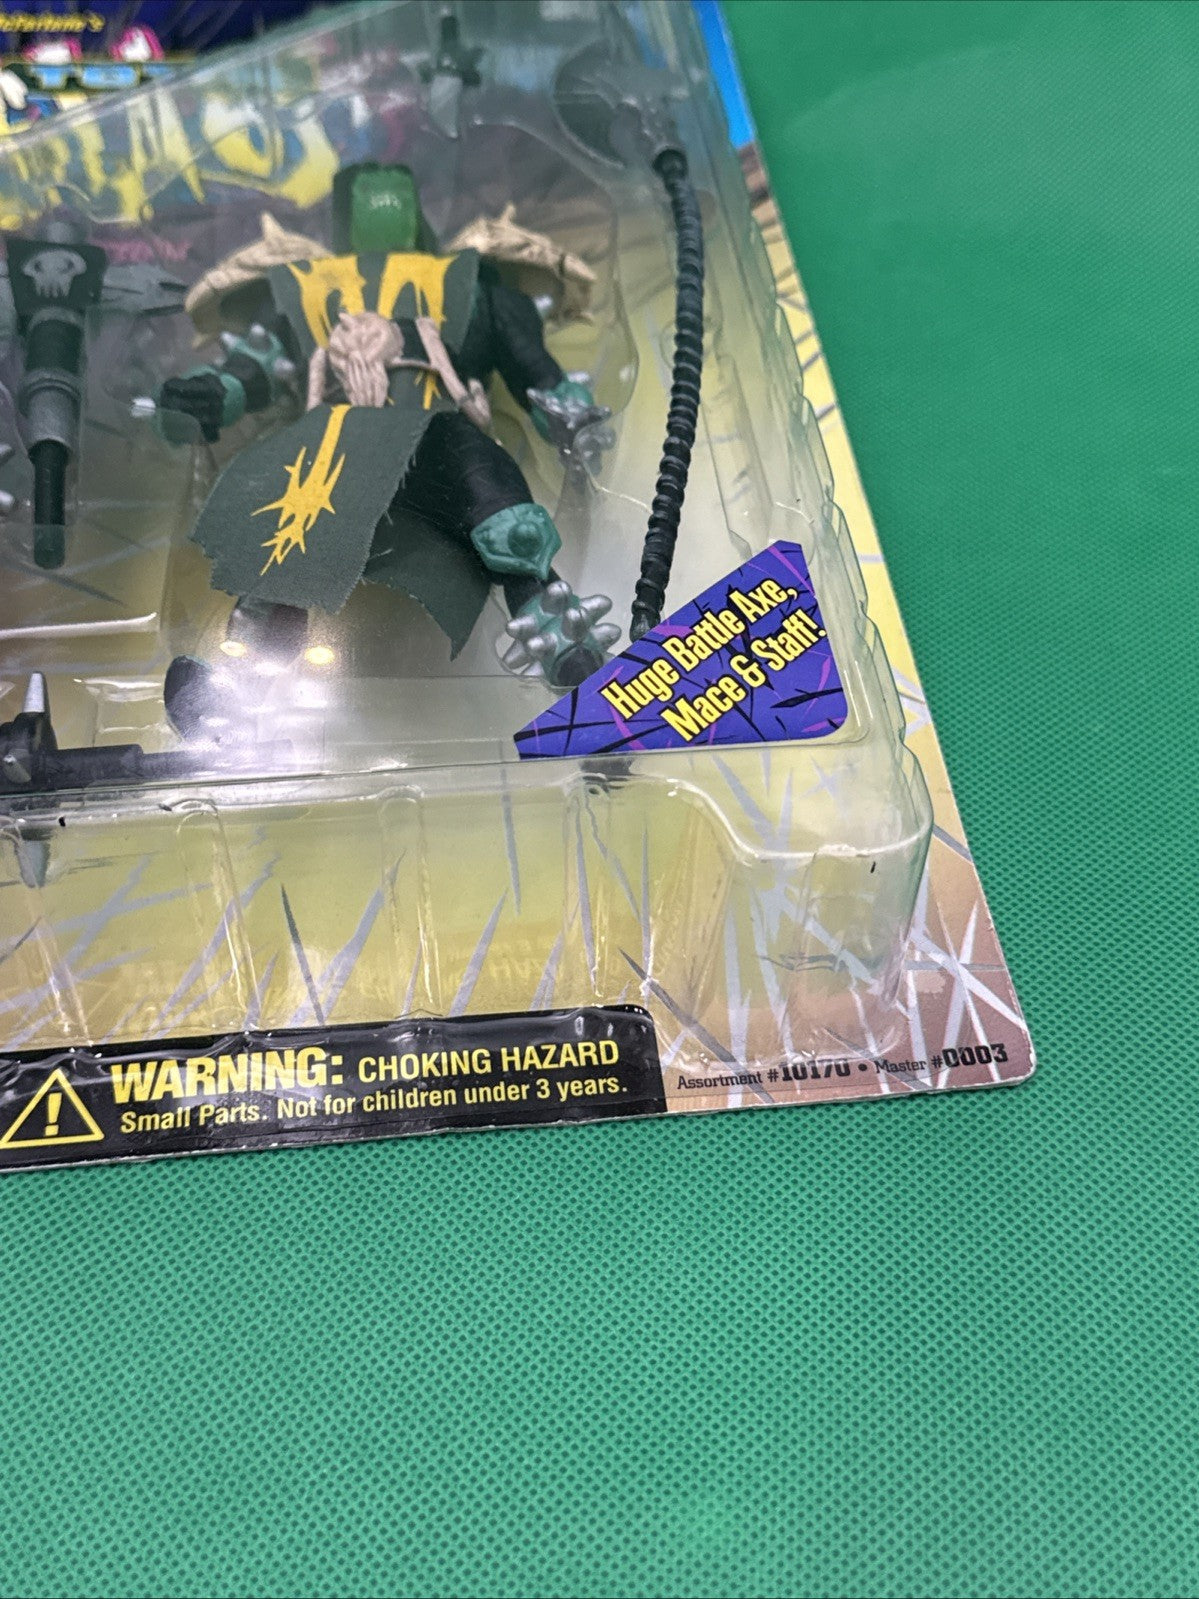 McFarlane's
Huge Battle Axe,
Mace & Staff!
WARNING: CHOKING HAZARD
Small Parts. Not for children under 3 years.
Assortment #10170 • Master #0003